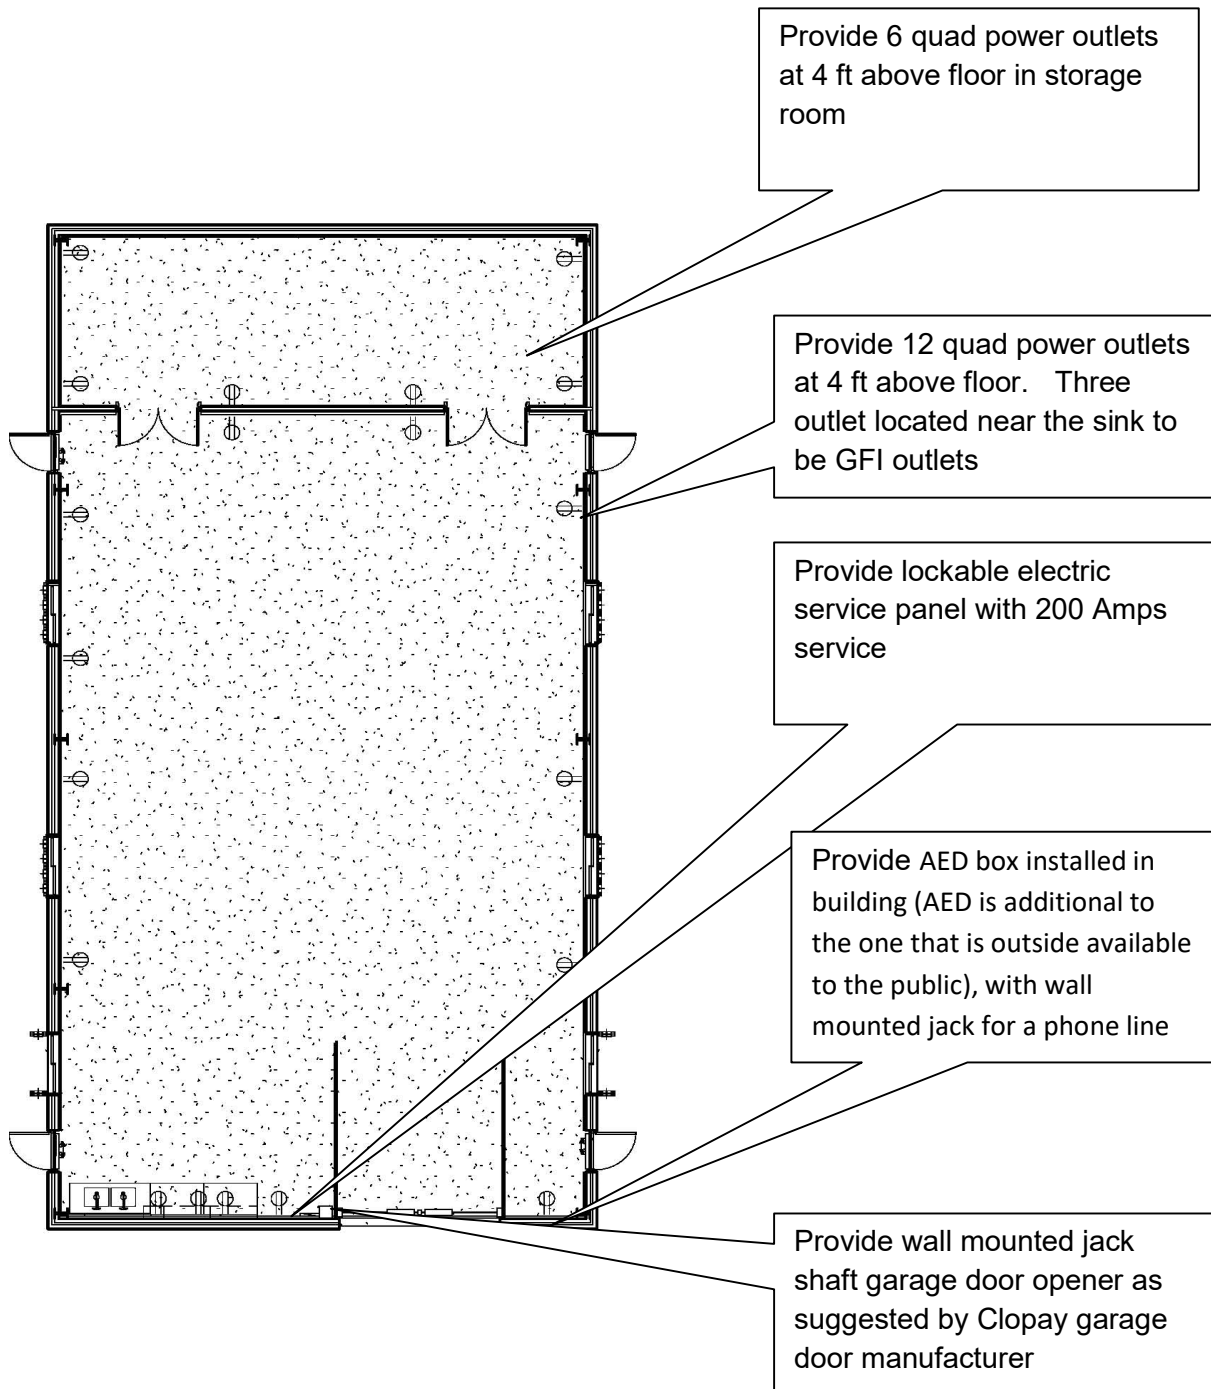 Provide 6 quad power outlets
at 4 ft above floor in storage
room
Provide 12 quad power outlets
at 4 ft above floor.   Three
outlet located near the sink to
be GFI outlets
Provide lockable electric
service panel with 200 Amps
service
Provide AED box installed in
building (AED is additional to
the one that is outside available
to the public), with wall
mounted jack for a phone line
Provide wall mounted jack
shaft garage door opener as
suggested by Clopay garage
door manufacturer